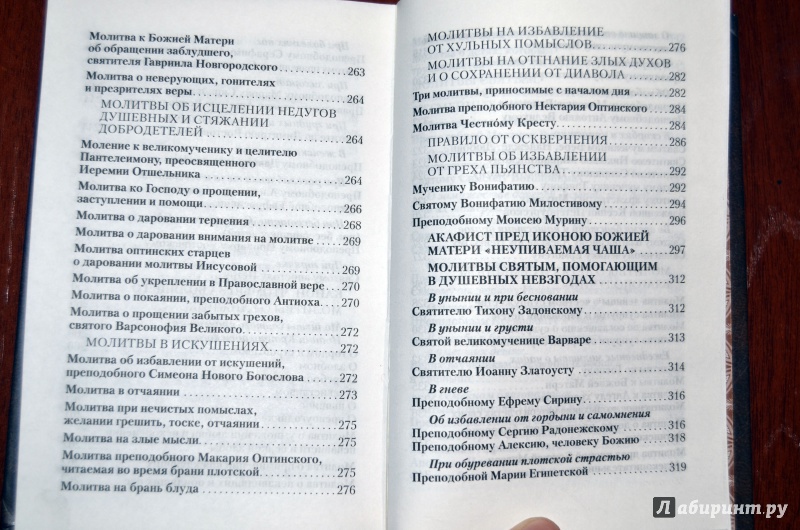 Молитва к Божией Матери
об обращении заблудшего,
святителя Гавриила Новгородского 263
Молитва о неверующих, гонителях
и презрителях веры 264
МОЛИТВЫ ОБ ИСЦЕЛЕНИИ НЕДУГОВ
ДУШЕВНЫХ И СТЯЖАНИИ
ДОБРОДЕТЕЛЕЙ 264
Моление к великомученику и целителю
Пантелеимону, преосвященного
Иеремии Отшельника 264
Молитва ко Господу о прощении,
заступлении и помощи 266
Молитва о даровании терпения 268
Молитва о даровании внимания на молитве 269
Молитва оптинских старцев
о даровании молитвы Иисусовой 269
Молитва об укреплении в Православной вере 270
Молитва о покаянии, преподобного Антиоха 270
Молитва о прощении забытых грехов,
святого Варсонофия Великого 272
МОЛИТВЫ В ИСКУШЕНИЯХ 272
Молитва об избавлении от искушений,
преподобного Симеона Нового Богослова 272
Молитва в отчаянии 273
Молитва при нечистых помыслах,
желании грешить, тоске, отчаянии 275
Молитва на злые мысли 275
Молитва преподобного Макария Оптинского,
читаемая во время брани плотской 275
Молитва на брань блуда 276
МОЛИТВЫ НА ИЗБАВЛЕНИЕ
ОТ ХУЛЬНЫХ ПОМЫСЛОВ 276
МОЛИТВЫ НА ОТГНАНИЕ ЗЛЫХ ДУХОВ
И О СОХРАНЕНИИ ОТ ДИАВОЛА 282
Три молитвы, приносимые с началом дня 282
Молитва преподобного Нектария Оптинского 284
Молитва Честно́му Кресту 284
ПРАВИЛО ОТ ОСКВЕРНЕНИЯ 286
МОЛИТВЫ ОБ ИЗБАВЛЕНИИ
ОТ ГРЕХА ПЬЯНСТВА 292
Мученику Вонифатию 292
Святому Вонифатию Милостивому 294
Преподобному Моисею Мурину 296
АКАФИСТ ПРЕД ИКОНОЮ БОЖИЕЙ
МАТЕРИ «НЕУПИВАЕМАЯ ЧАША» 297
МОЛИТВЫ СВЯТЫМ, ПОМОГАЮЩИМ
В ДУШЕВНЫХ НЕВЗГОДАХ 312
В унынии и при бесновании
Святителю Тихону Задонскому 312
В унынии и грусти
Святой великомученице Варваре 313
В отчаянии
Святителю Иоанну Златоусту 314
В гневе
Преподобному Ефрему Сирину 316
Об избавлении от гордыни и самомнения
Преподобному Сергию Радонежскому 316
Преподобному Алексию, человеку Божию 318
При обуревании плотской страстью
Преподобной Марии Египетской 319
Лабиринт.ру